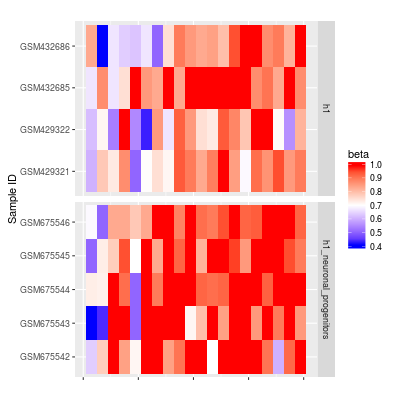 GSM432686
GSM432685
GSM429322
GSM429321
h1
GSM675546
GSM675545
GSM675544
GSM675543
GSM675542
h1_neuronal_progenitors
Sample ID
beta
1.0
0.9
0.8
0.7
0.6
0.5
0.4